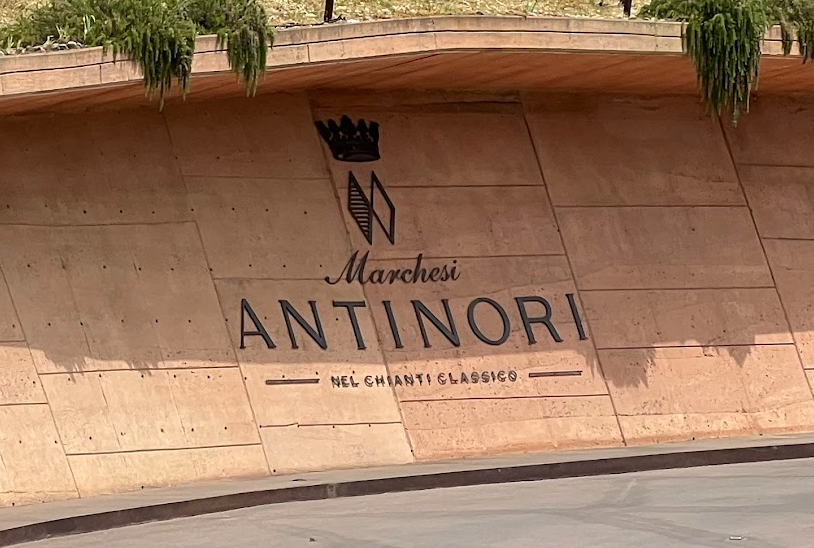 Marchesi
ANTINORI
NEL CHIANTI CLASSICO